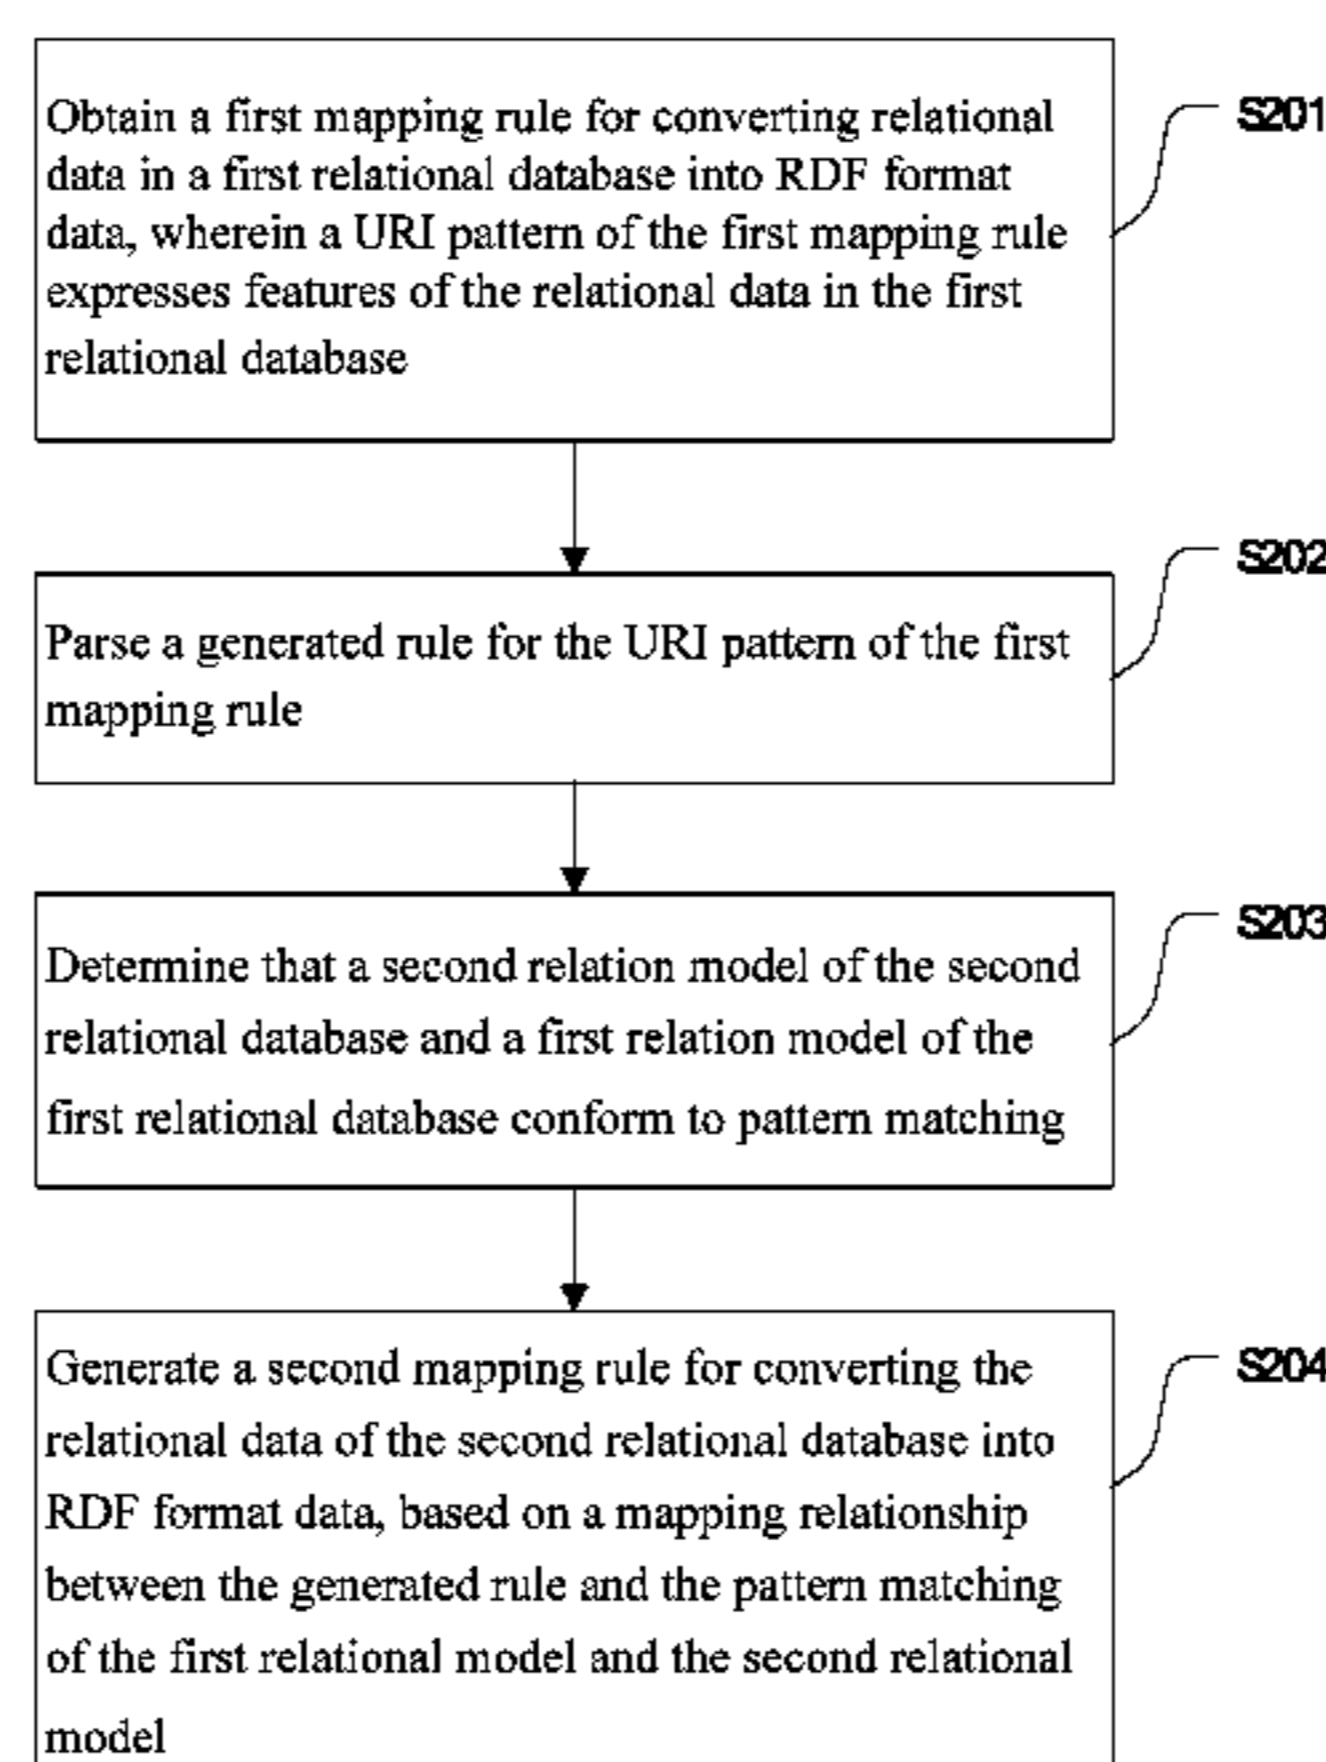 Obtain a first mapping rule for converting relational
data in a first relational database into RDF format
data, wherein a URI pattern of the first mapping rule
expresses features of the relational data in the first
relational database
S201
Parse a generated rule for the URI pattern of the first
mapping rule
S202
Determine that a second relation model of the second
relational database and a first relation model of the
first relational database conform to pattern matching
S203
Generate a second mapping rule for converting the
relational data of the second relational database into
RDF format data, based on a mapping relationship
between the generated rule and the pattern matching
of the first relational model and the second relational
model
S204